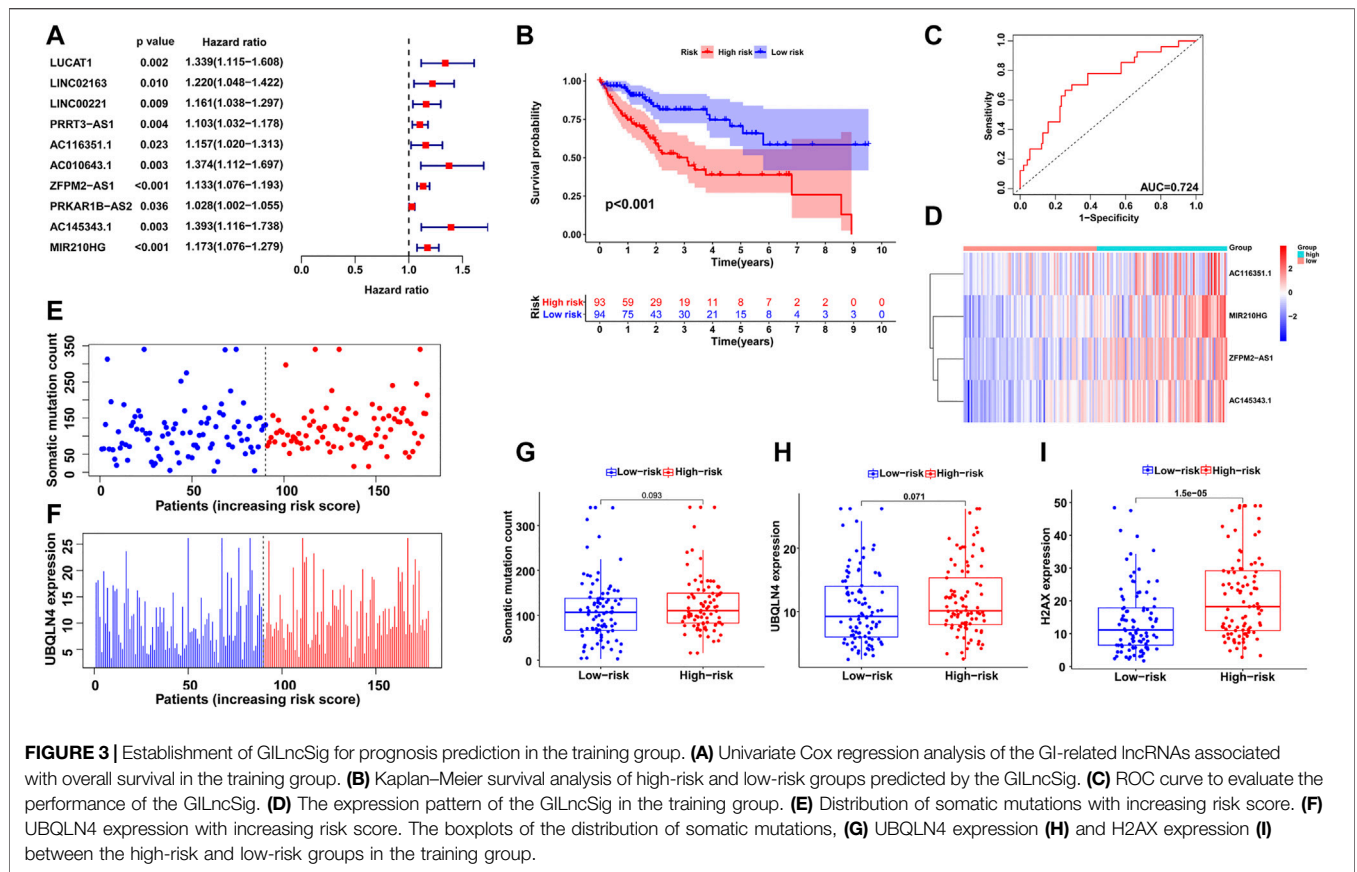 A
p value Hazard ratio
LUCAT1 0.002 1.339(1.115−1.608)
LINC02163 0.010 1.220(1.048−1.422)
LINC00221 0.009 1.161(1.038−1.297)
PRRT3−AS1 0.004 1.103(1.032−1.178)
AC116351.1 0.023 1.157(1.020−1.313)
AC010643.1 0.003 1.374(1.112−1.697)
ZFPM2−AS1 <0.001 1.133(1.076−1.193)
PRKAR1B−AS2 0.036 1.028(1.002−1.055)
AC145343.1 0.003 1.393(1.116−1.738)
MIR210HG <0.001 1.173(1.076−1.279)
0.0 0.5 1.0 1.5
Hazard ratio
B
Risk High risk Low risk
Survival probability
1.00
0.75
0.50
0.25
0.00
p<0.001
0 1 2 3 4 5 6 7 8 9 10
Time(years)
Risk
High risk 93 59 29 19 11 8 7 2 2 0 0
Low risk 94 75 43 30 21 15 8 4 3 3 0
0 1 2 3 4 5 6 7 8 9 10
Time(years)
C
Sensitivity
1.0
0.8
0.6
0.4
0.2
0.0
AUC=0.724
0.0 0.2 0.4 0.6 0.8 1.0
1−Specificity
D
Group
AC116351.1
MIR210HG
ZFPM2−AS1
AC145343.1
2
0
−2
Group
high
low
E
Somatic mutation count
350
250
150
50
0 50 100 150
Patients (increasing risk score)
F
UBQLN4 expression
25
20
15
10
5
0 50 100 150
Patients (increasing risk score)
G
Low−risk High−risk
0.093
Somatic mutation count
300
200
100
0
Low−risk High−risk
H
Low−risk High−risk
0.071
UBQLN4 expression
20
10
Low−risk High−risk
I
Low−risk High−risk
1.5e−05
H2AX expression
50
40
30
20
10
0
Low−risk High−risk
FIGURE 3 | Establishment of GILncSig for prognosis prediction in the training group. (A) Univariate Cox regression analysis of the GI-related lncRNAs associated
with overall survival in the training group. (B) Kaplan–Meier survival analysis of high-risk and low-risk groups predicted by the GILncSig. (C) ROC curve to evaluate the
performance of the GILncSig. (D) The expression pattern of the GILncSig in the training group. (E) Distribution of somatic mutations with increasing risk score. (F)
UBQLN4 expression with increasing risk score. The boxplots of the distribution of somatic mutations, (G) UBQLN4 expression (H) and H2AX expression (I)
between the high-risk and low-risk groups in the training group.